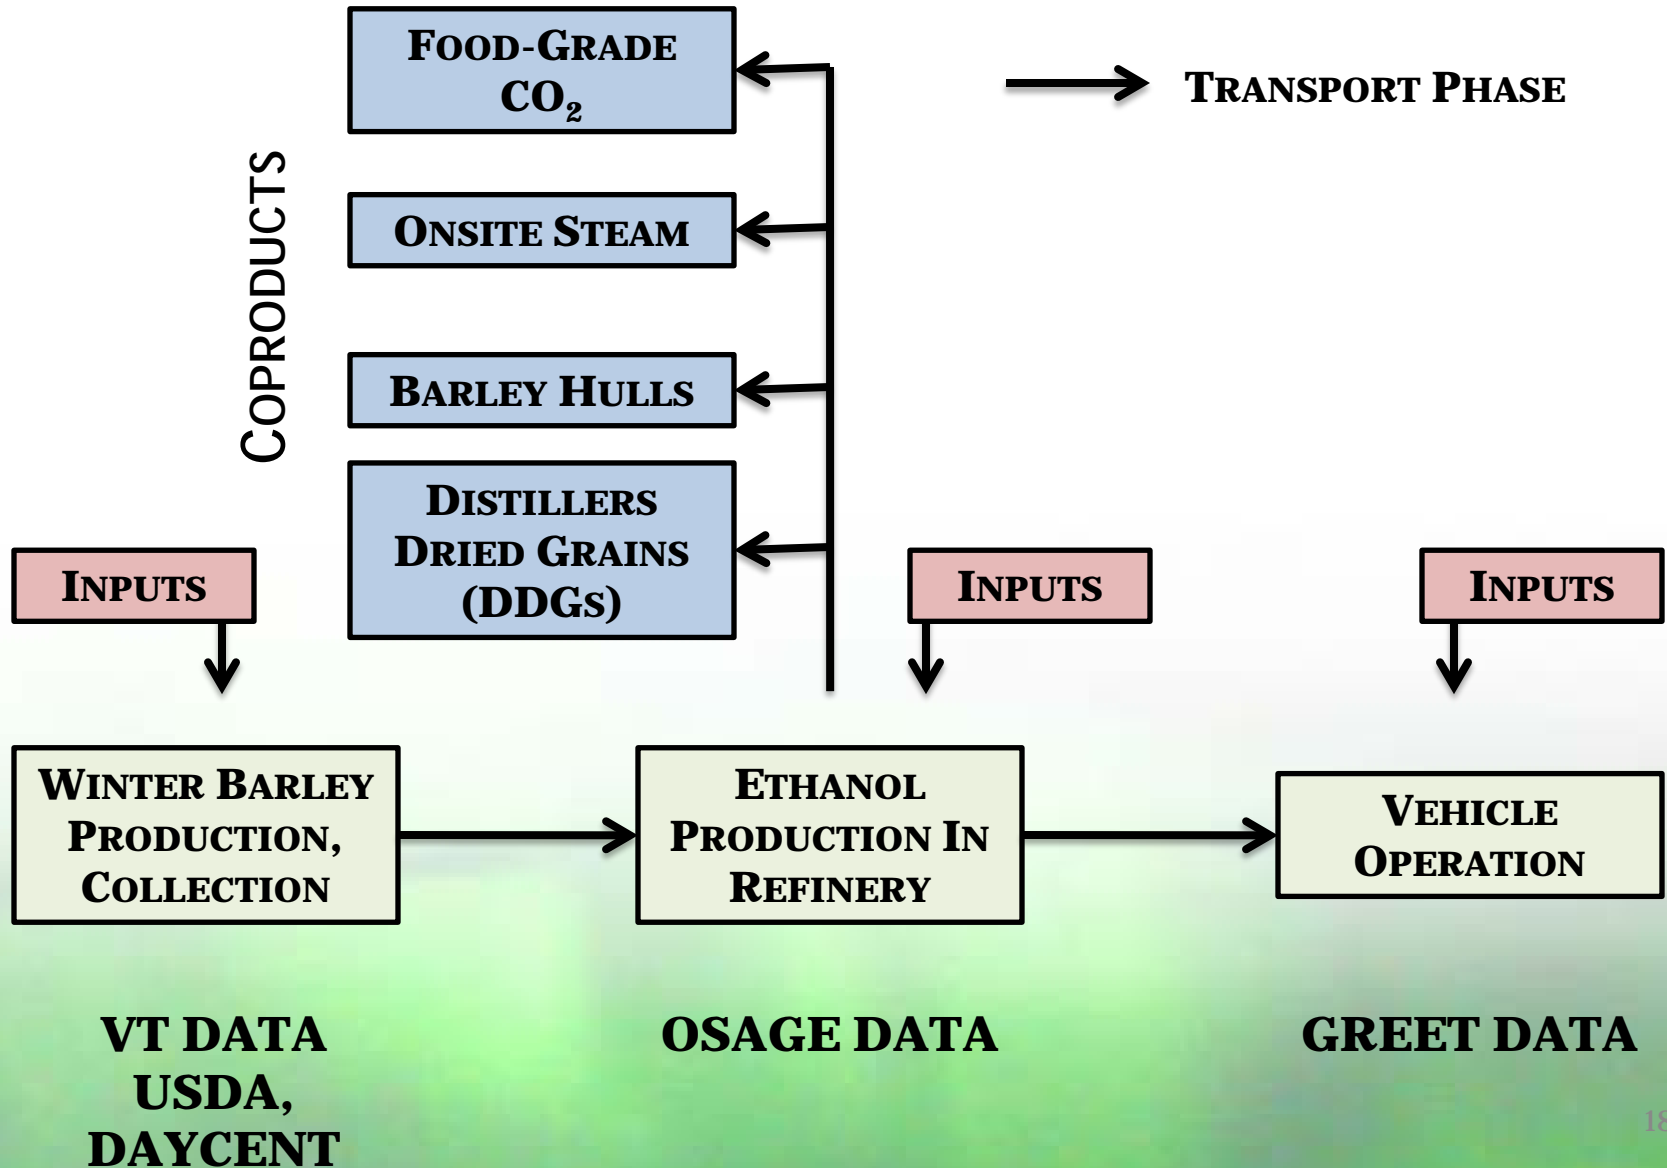 FOOD-GRADE
CO₂
TRANSPORT PHASE
COPRODUCTS
ONSITE STEAM
BARLEY HULLS
DISTILLERS
DRIED GRAINS
(DDGS)
INPUTS
INPUTS
INPUTS
WINTER BARLEY
PRODUCTION,
COLLECTION
ETHANOL
PRODUCTION IN
REFINERY
VEHICLE
OPERATION
VT DATA
USDA,
DAYCENT
OSAGE DATA
GREET DATA
18